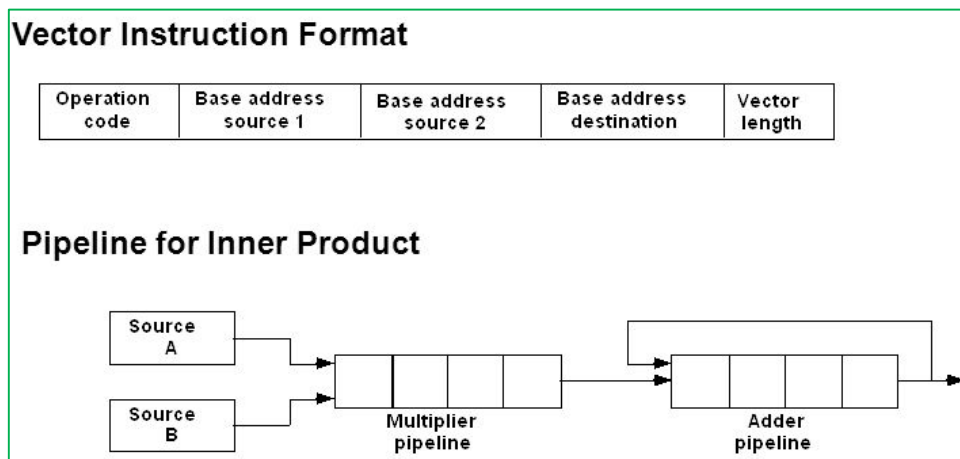 Vector Instruction Format
Operation Base address Base address Base address Vector
code source 1 source 2 destination length
Pipeline for Inner Product
Source
A
Source
B
Multiplier
pipeline
Adder
pipeline